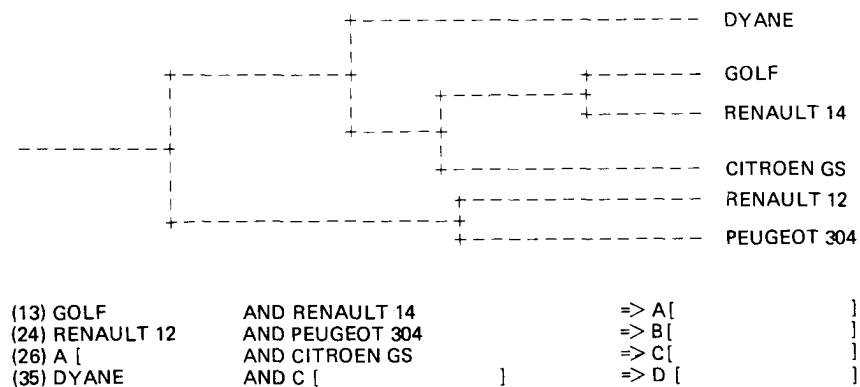 DYANE
GOLF
RENAULT 14
CITROEN GS
RENAULT 12
PEUGEOT 304
(13) GOLF AND RENAULT 14 => A [ ]
(24) RENAULT 12 AND PEUGEOT 304 => B [ ]
(26) A [ AND CITROEN GS => C [ ]
(35) DYANE AND C [ ] => D [ ]